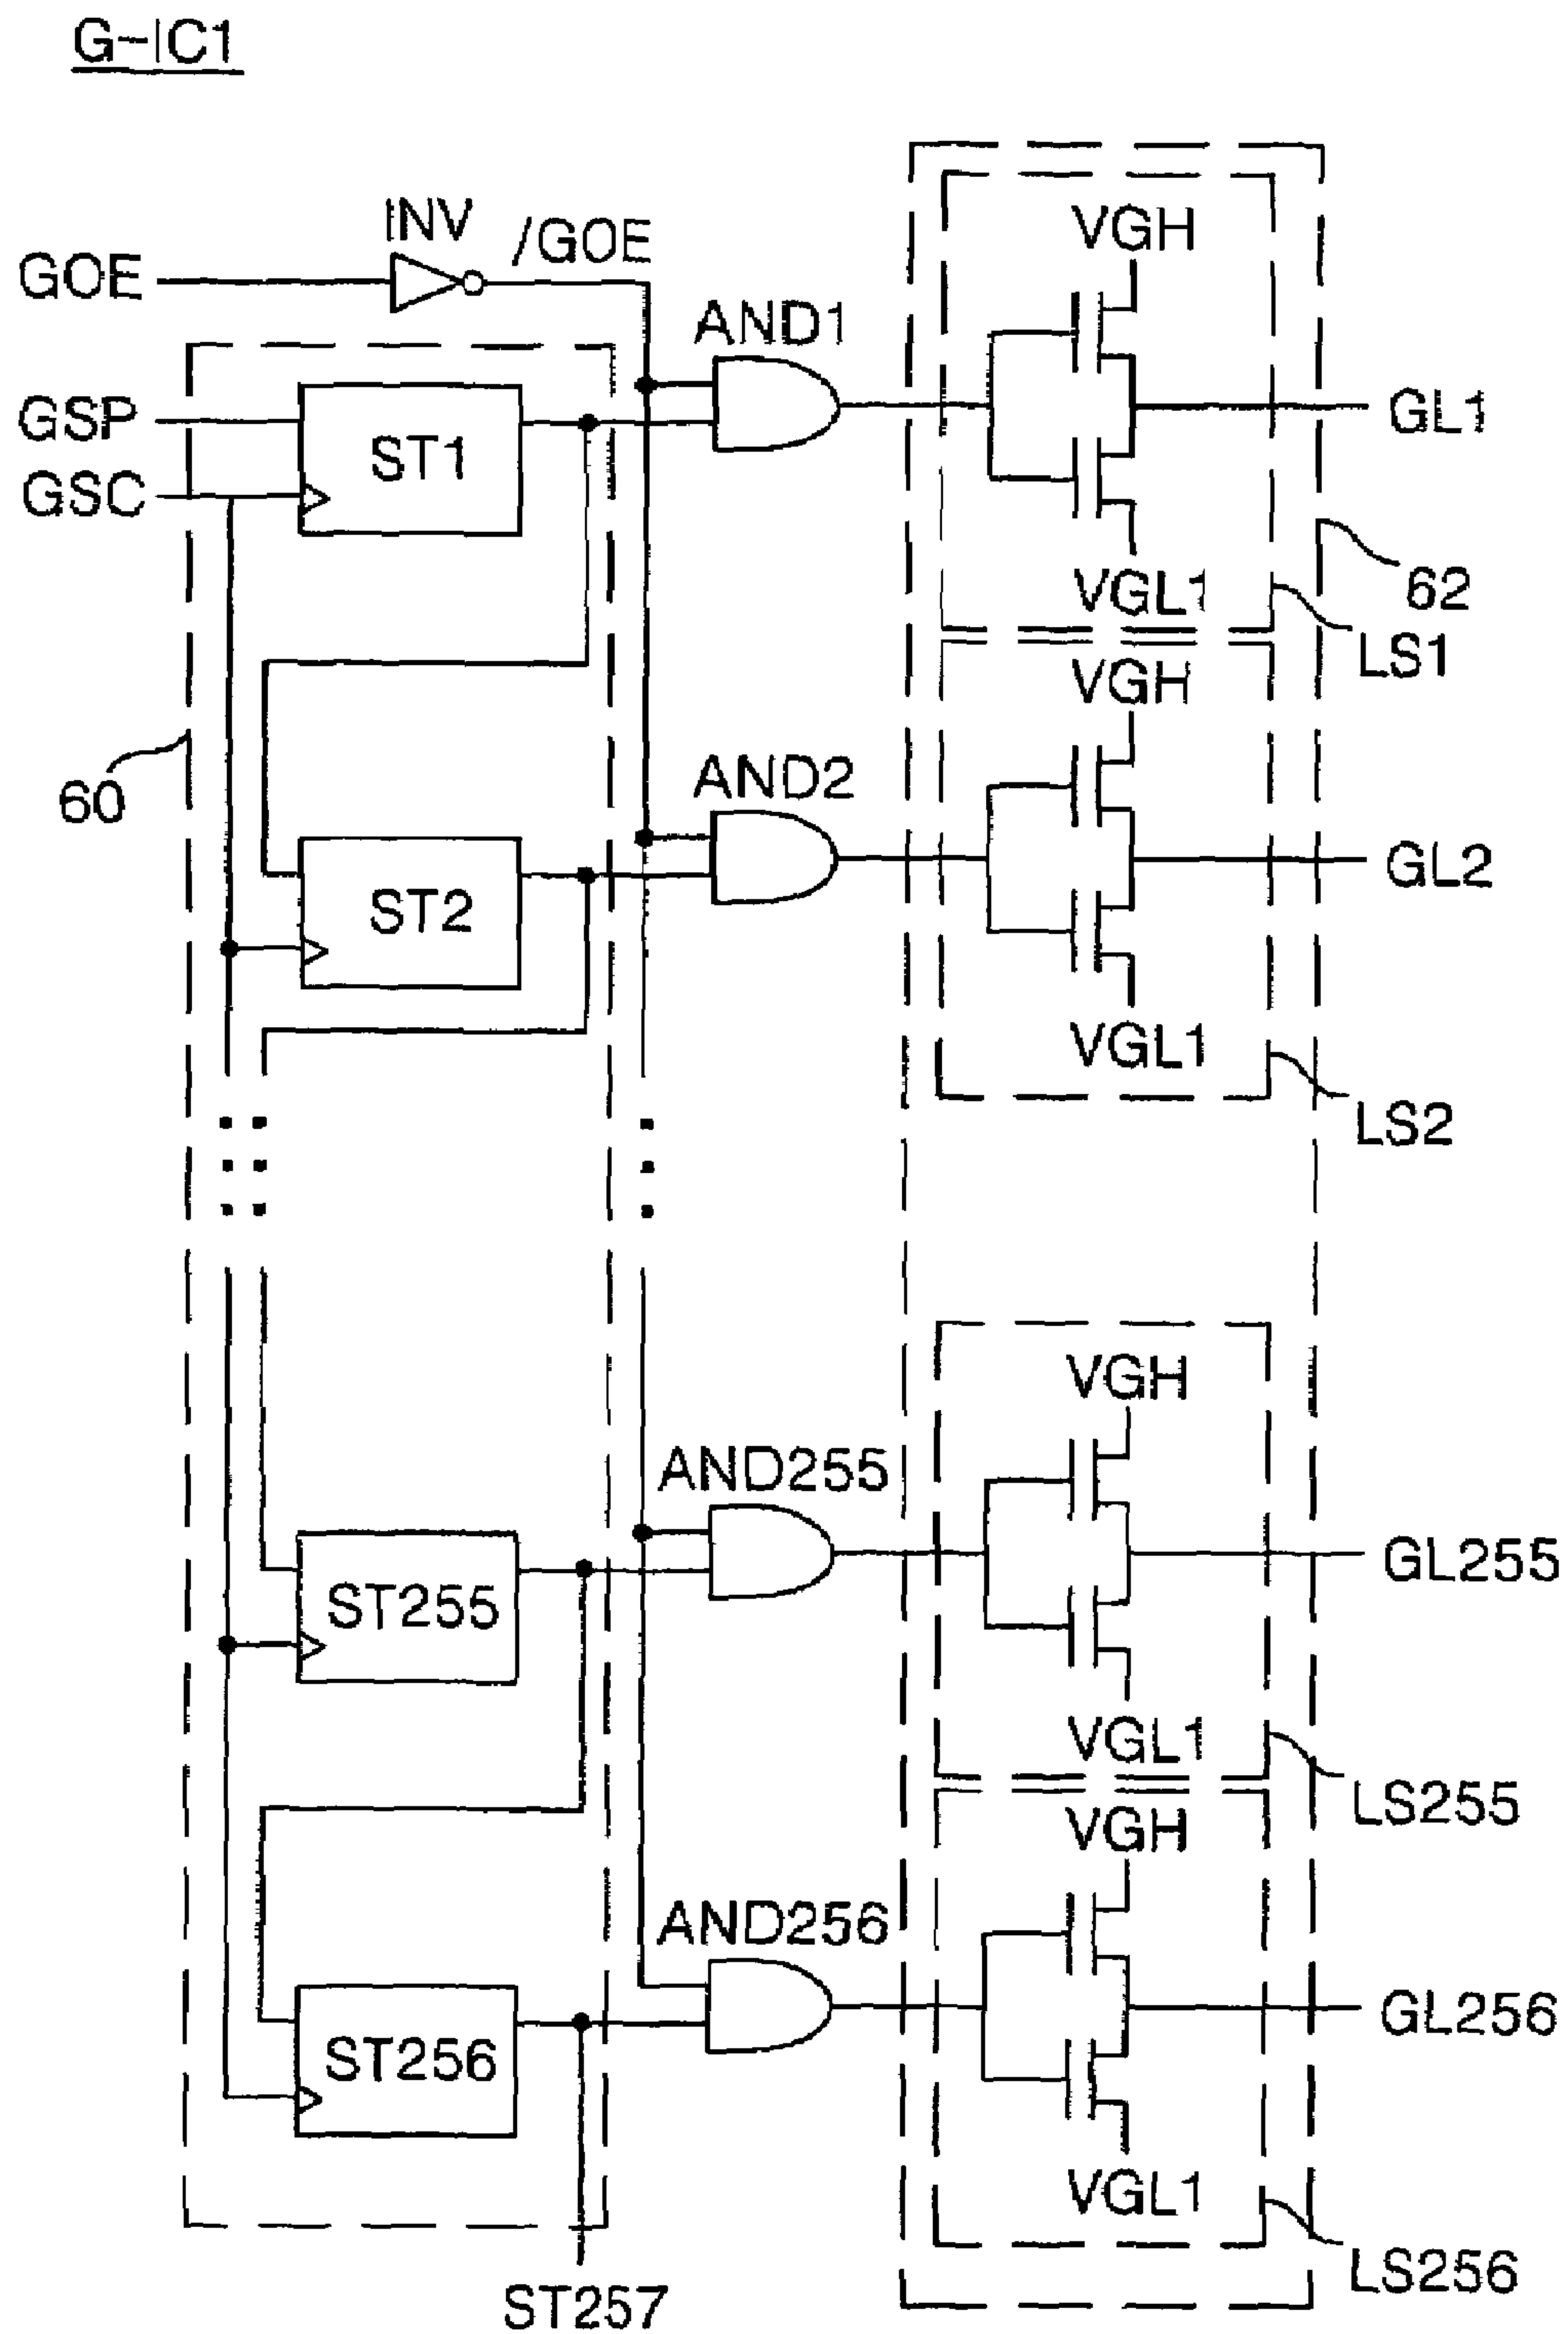 G-IC1
INV
/GOE
GOE
AND1
VGH
GSP
ST1
GL1
GSC
VGL1
62
LS1
VGH
60
AND2
ST2
GL2
VGL1
LS2
VGH
AND255
GL255
ST255
VGL1
LS255
VGH
AND256
GL256
ST256
VGL1
LS256
ST257